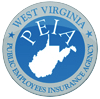 WEST VIRGINIA
PEIA
PUBLIC EMPLOYEES INSURANCE AGENCY